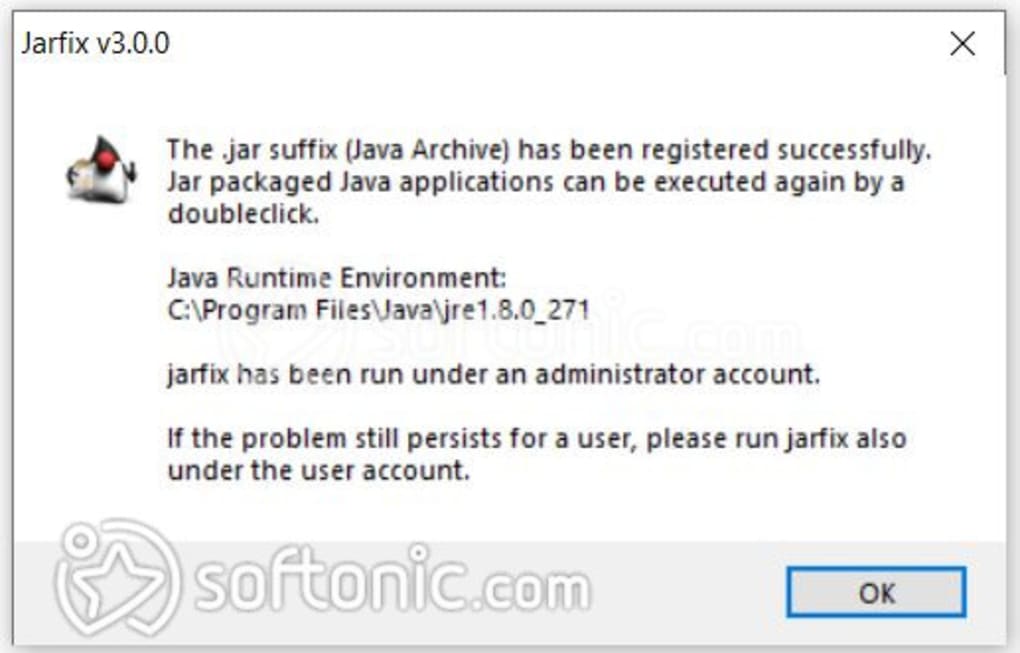 Jarfix v3.0.0
The .jar suffix (Java Archive) has been registered successfully.
Jar packaged Java applications can be executed again by a
doubleclick.
Java Runtime Environment:
C:\Program Files\Java\jre1.8.0_271
softonic.com
jarfix has been run under an administrator account.
If the problem still persists for a user, please run jarfix also
under the user account.
softonic.com
OK